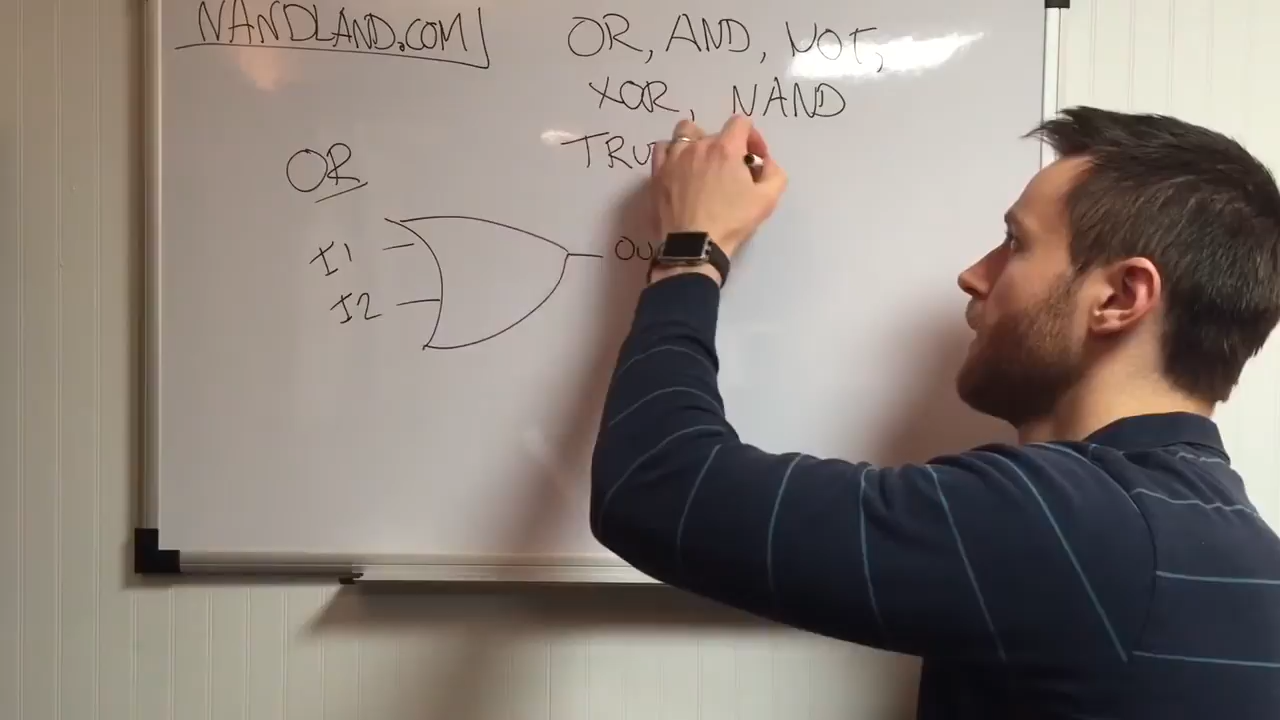 NANDLAND.COM
OR, AND, NOT,
XOR, NAND
OR
I1
I2